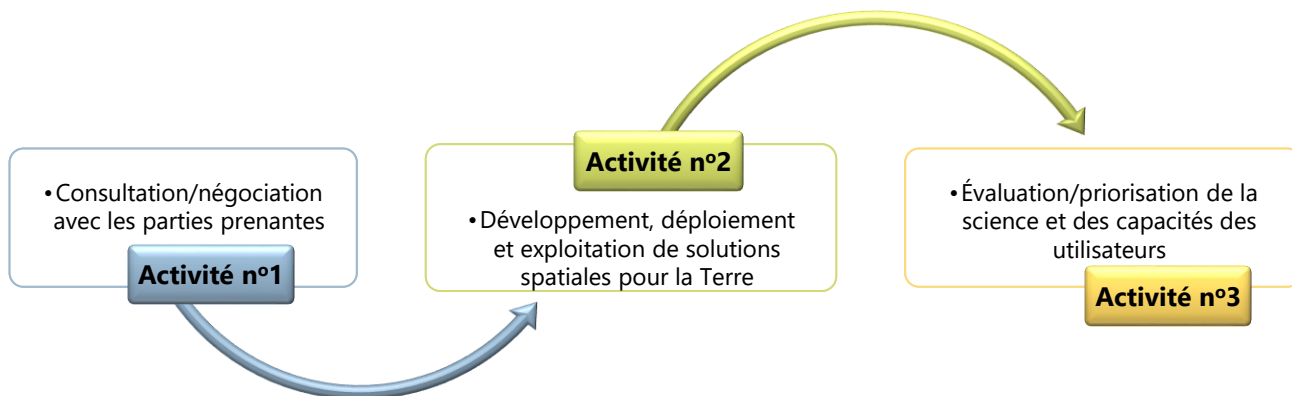 •Consultation/négociation
avec les parties prenantes
Activité nº1
Activité nº2
•Développement, déploiement
et exploitation de solutions
spatiales pour la Terre
•Évaluation/priorisation de la
science et des capacités des
utilisateurs
Activité nº3